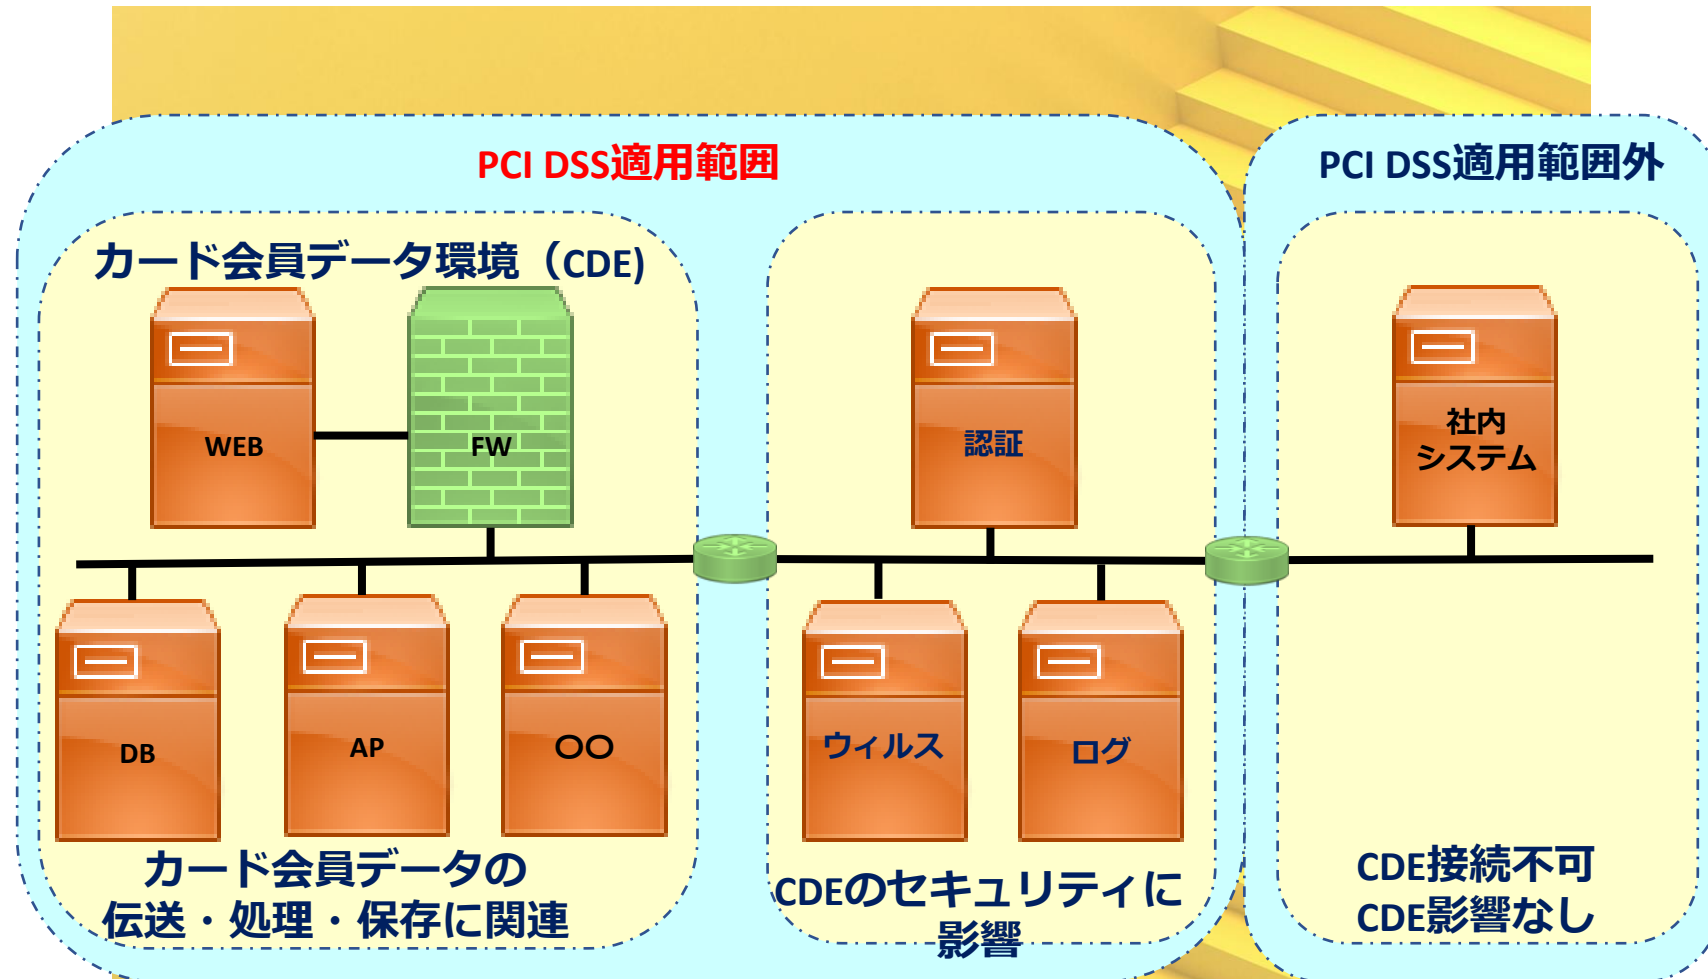 PCI DSS適用範囲
PCI DSS適用範囲外
カード会員データ環境（CDE)
WEB
FW
認証
社内
システム
DB
AP
〇〇
ウィルス
ログ
カード会員データの
伝送・処理・保存に関連
CDEのセキュリティに
影響
CDE接続不可
CDE影響なし